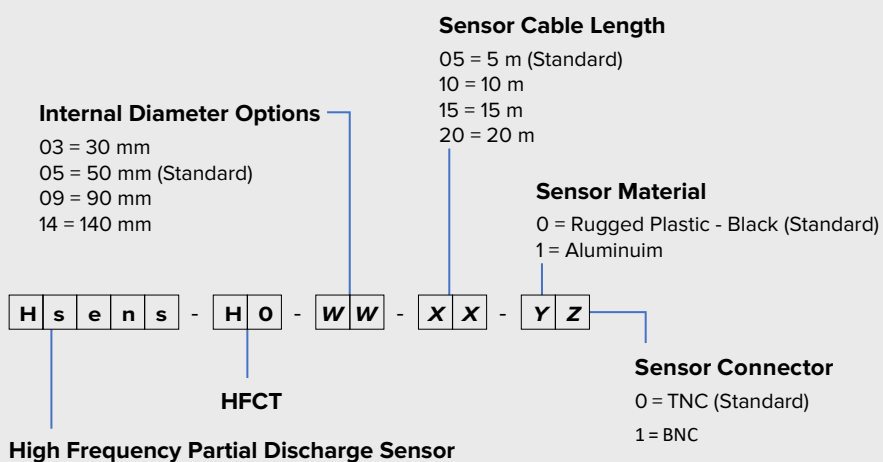 Sensor Cable Length
05 = 5 m (Standard)
10 = 10 m
15 = 15 m
20 = 20 m
Internal Diameter Options
03 = 30 mm
05 = 50 mm (Standard)
09 = 90 mm
14 = 140 mm
Sensor Material
0 = Rugged Plastic - Black (Standard)
1 = Aluminuim
H s e n s - H 0 - W W - X X - Y Z
HFCT
High Frequency Partial Discharge Sensor
Sensor Connector
0 = TNC (Standard)
1 = BNC